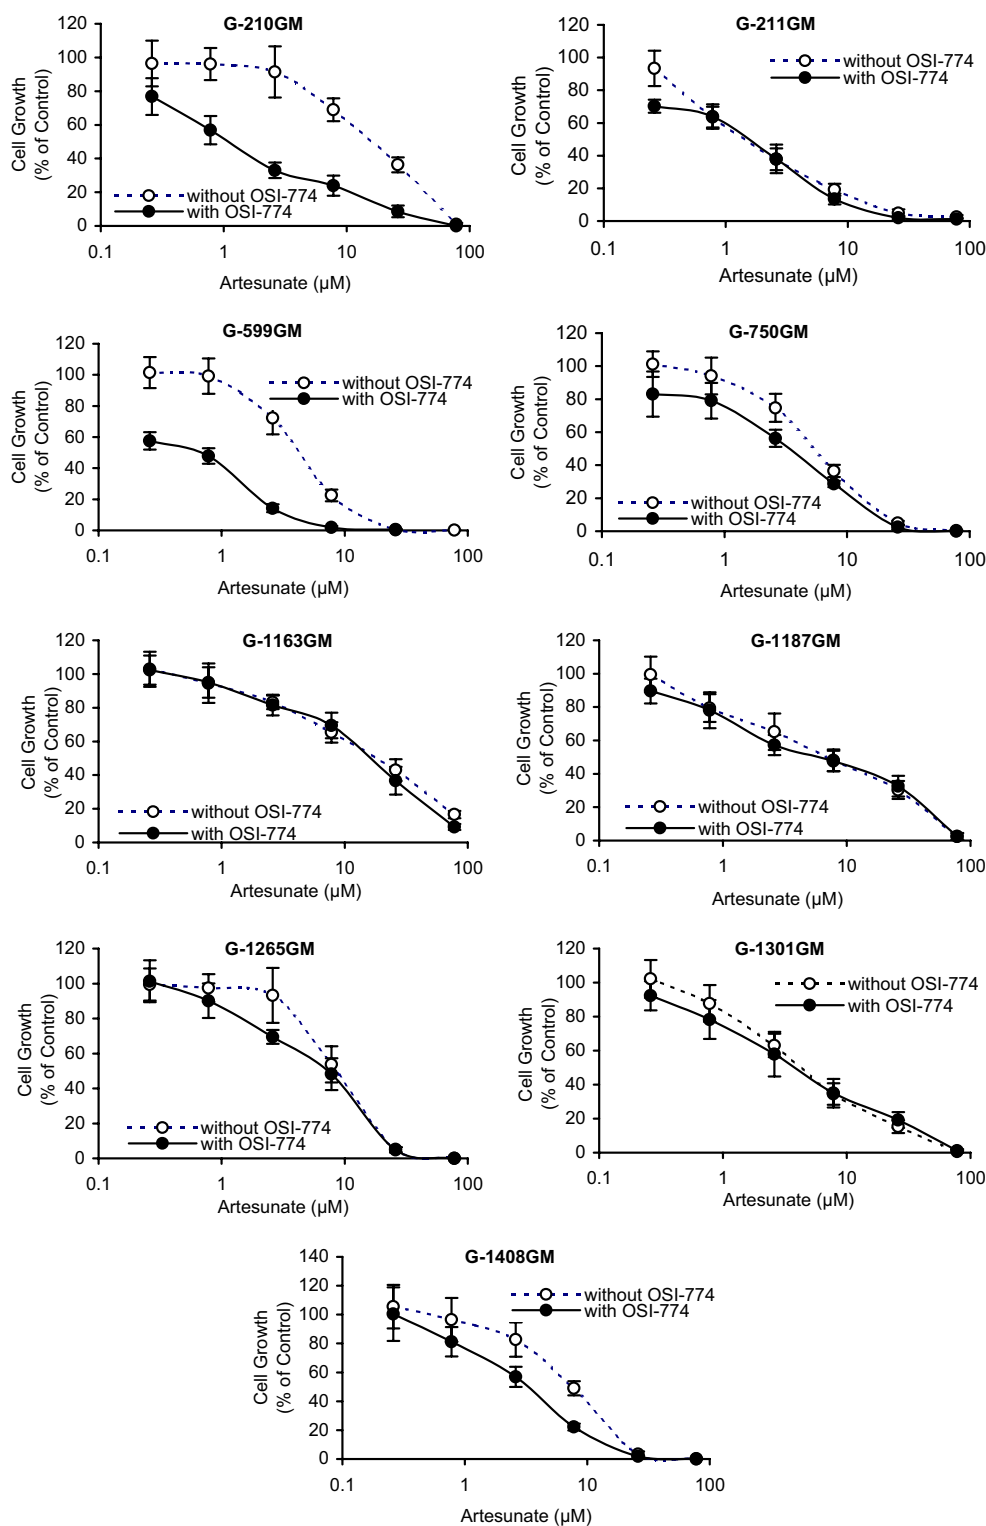 G-210GM
120
100
80
60
40
20
0
Cell Growth
(% of Control)
without OSI-774
with OSI-774
0.1 1 10 100
Artesunate (µM)
G-211GM
120
100
80
60
40
20
0
Cell Growth
(% of Control)
without OSI-774
with OSI-774
0.1 1 10 100
Artesunate (µM)
G-599GM
120
100
80
60
40
20
0
Cell Growth
(% of Control)
without OSI-774
with OSI-774
0.1 1 10 100
Artesunate (µM)
G-750GM
120
100
80
60
40
20
0
Cell Growth
(% of Control)
without OSI-774
with OSI-774
0.1 1 10 100
Artesunate (µM)
G-1163GM
120
100
80
60
40
20
0
Cell Growth
(% of Control)
without OSI-774
with OSI-774
0.1 1 10 100
Artesunate (µM)
G-1187GM
120
100
80
60
40
20
0
Cell Growth
(% of Control)
without OSI-774
with OSI-774
0.1 1 10 100
Artesunate (µM)
G-1265GM
120
100
80
60
40
20
0
Cell Growth
(% of Control)
without OSI-774
with OSI-774
0.1 1 10 100
Artesunate (µM)
G-1301GM
120
100
80
60
40
20
0
Cell Growth
(% of Control)
without OSI-774
with OSI-774
0.1 1 10 100
Artesunate (µM)
G-1408GM
140
120
100
80
60
40
20
0
Cell Growth
(% of Control)
without OSI-774
with OSI-774
0.1 1 10 100
Artesunate (µM)